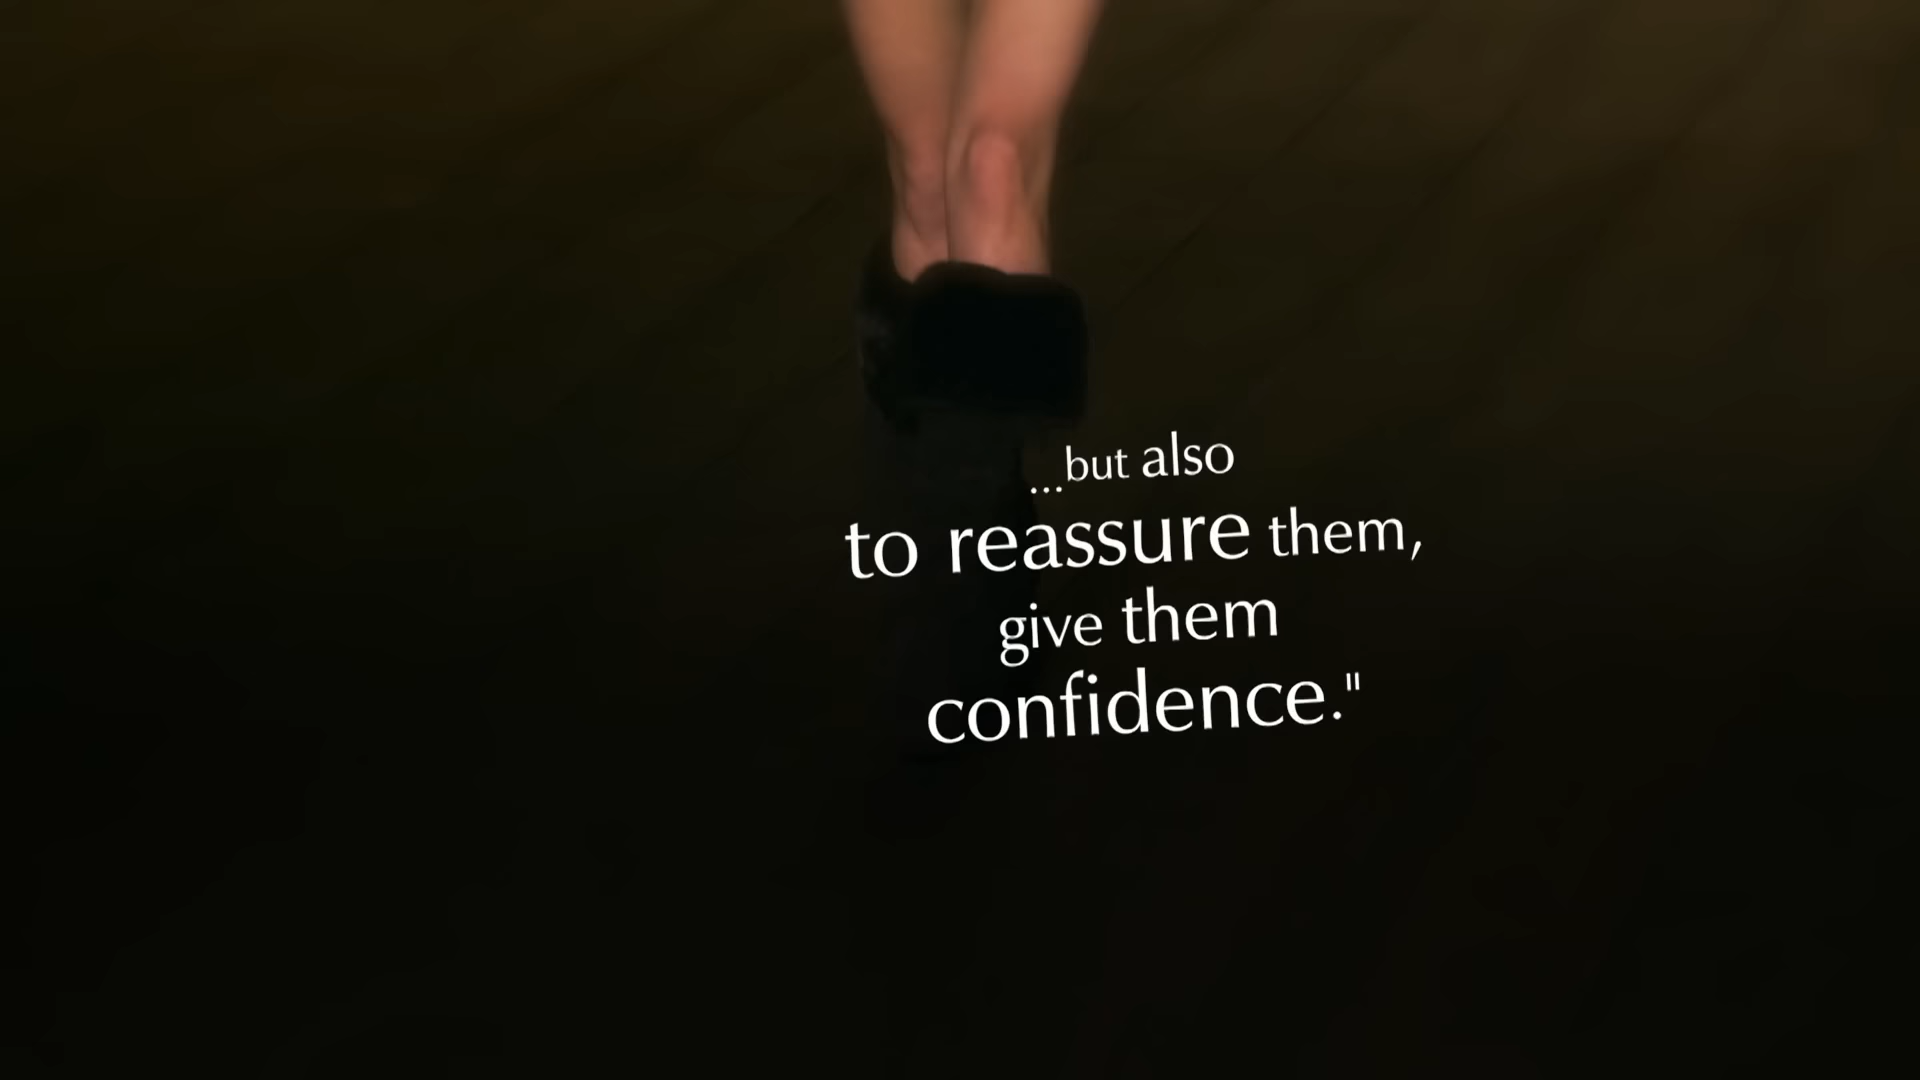 ...but also
to reassure them,
give them
confidence."